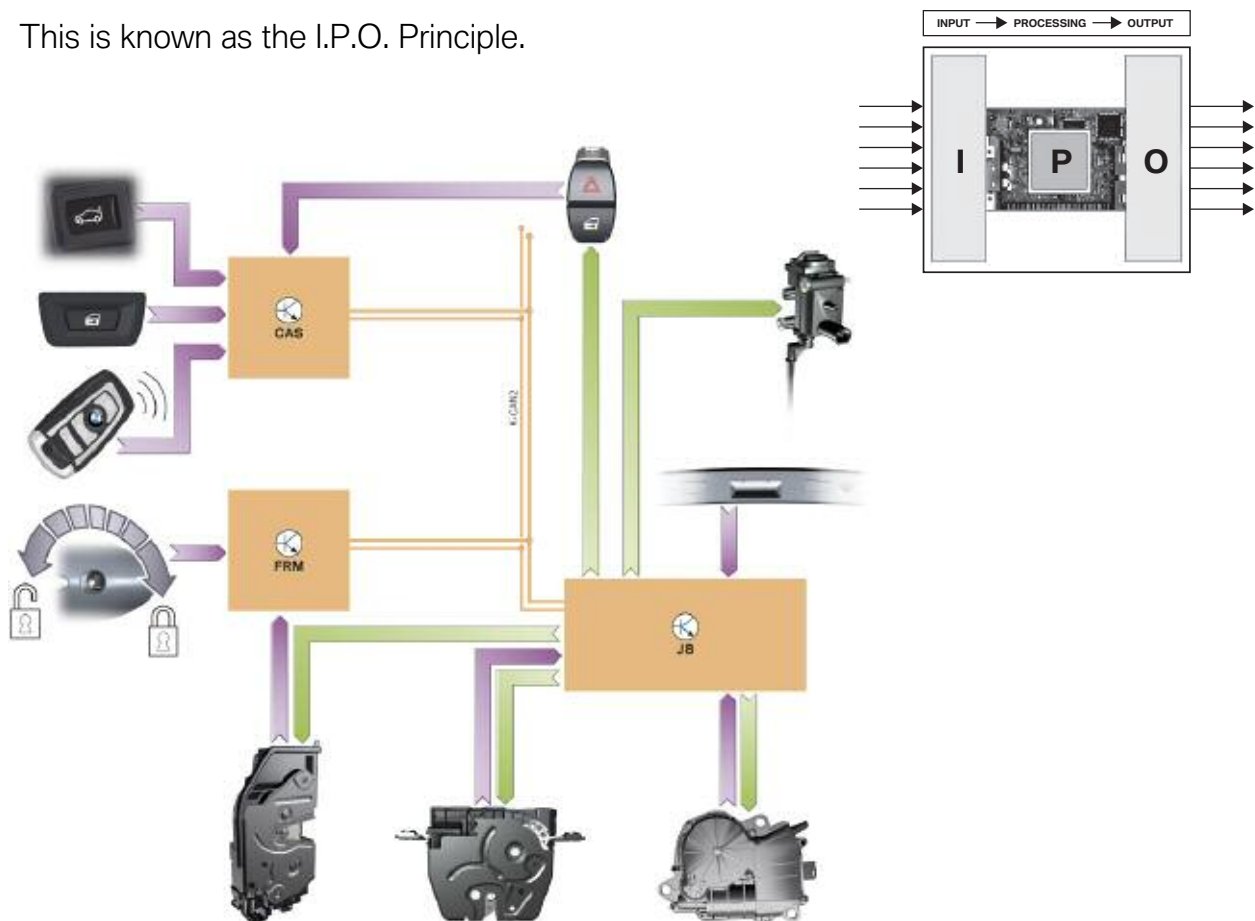 This is known as the I.P.O. Principle.
INPUT PROCESSING OUTPUT
I P O
CAS
K-CAN2
FRM
JB